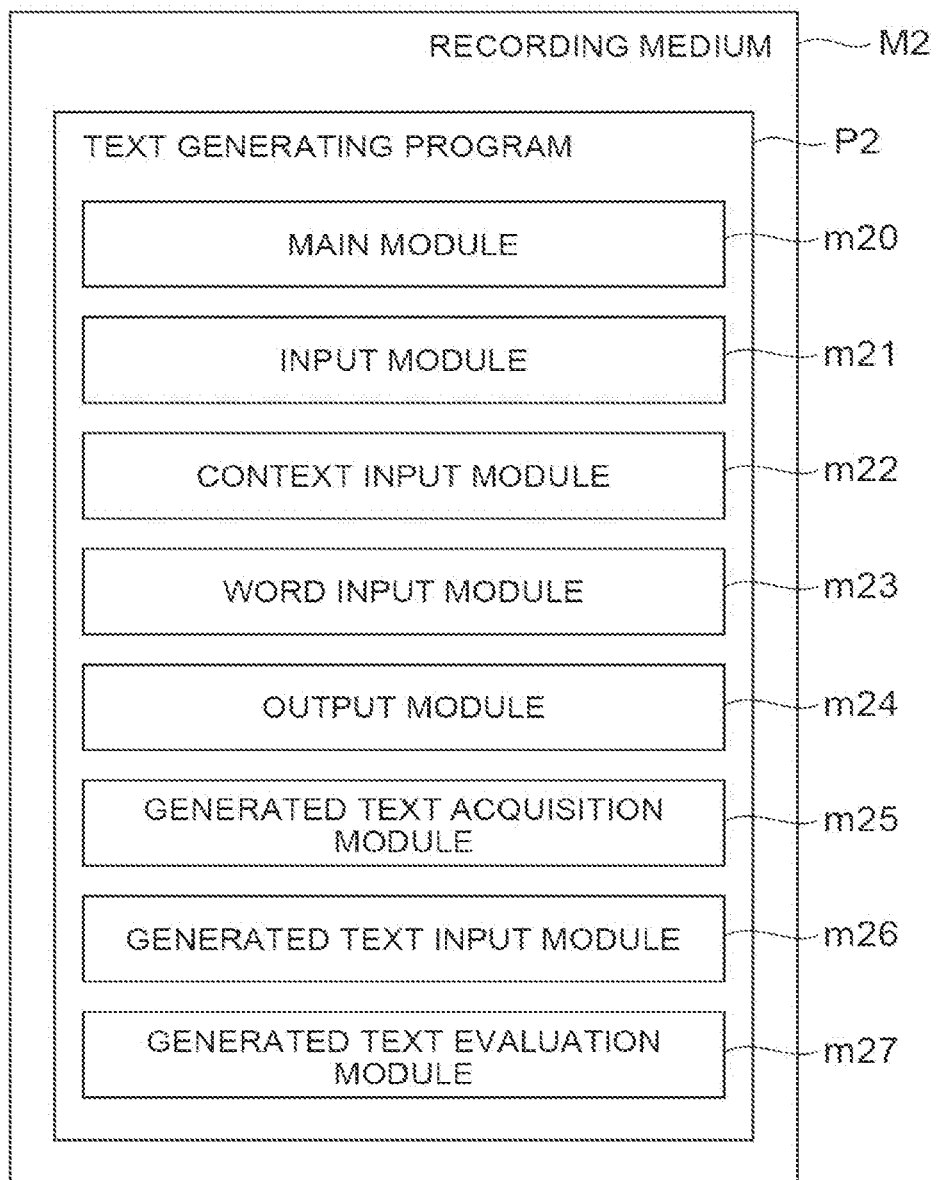 RECORDING MEDIUM
M2
TEXT GENERATING PROGRAM
P2
MAIN MODULE
m20
INPUT MODULE
m21
CONTEXT INPUT MODULE
m22
WORD INPUT MODULE
m23
OUTPUT MODULE
m24
GENERATED TEXT ACQUISITION
MODULE
m25
GENERATED TEXT INPUT MODULE
m26
GENERATED TEXT EVALUATION
MODULE
m27